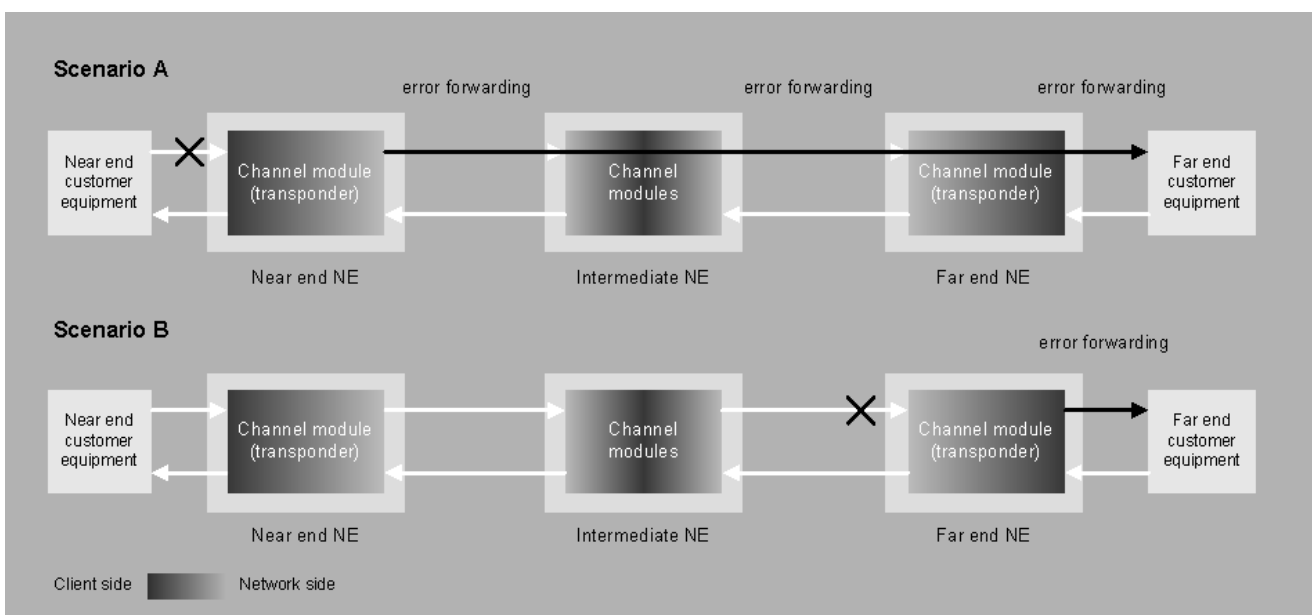 Scenario A
error forwarding
error forwarding
error forwarding
Near end
customer
equipment
Channel module
(transponder)
Channel
modules
Channel module
(transponder)
Far end
customer
equipment
Near end NE
Intermediate NE
Far end NE
Scenario B
error forwarding
Near end
customer
equipment
Channel module
(transponder)
Channel
modules
Channel module
(transponder)
Far end
customer
equipment
Near end NE
Intermediate NE
Far end NE
Client side
Network side